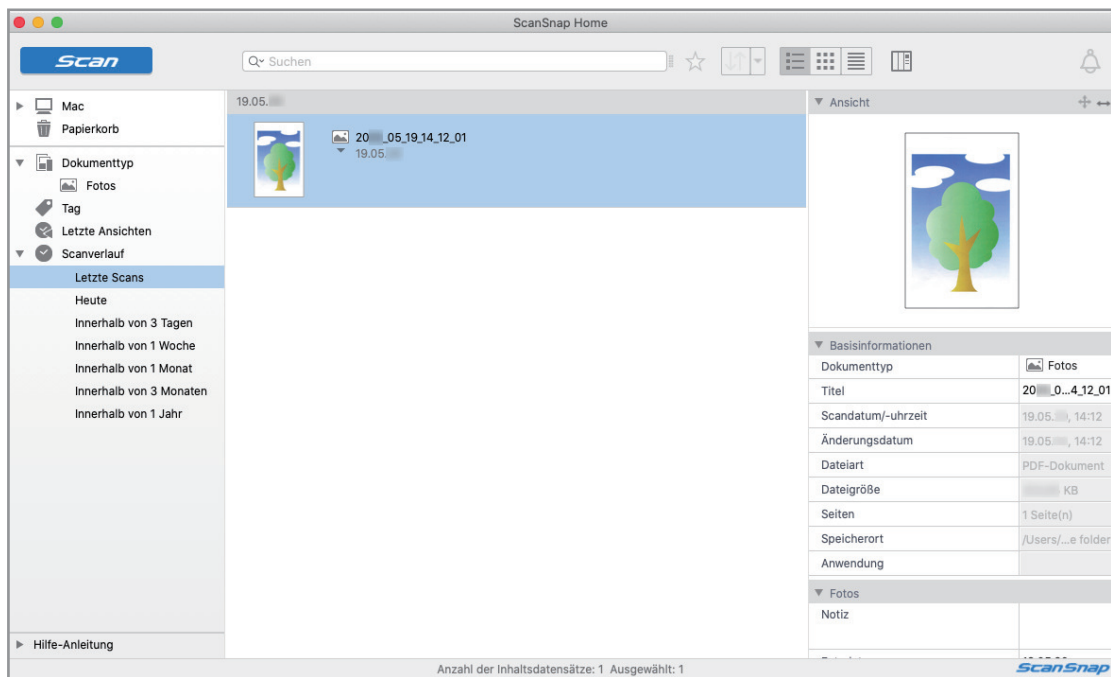 ScanSnap Home
Scan
Suchen
Mac
Papierkorb
Dokumenttyp
Fotos
Tag
Letzte Ansichten
Scanverlauf
Letzte Scans
Heute
Innerhalb von 3 Tagen
Innerhalb von 1 Woche
Innerhalb von 1 Monat
Innerhalb von 3 Monaten
Innerhalb von 1 Jahr
Hilfe-Anleitung
19.05.
20 _05_19_14_12_01
19.05.
Ansicht
Basisinformationen
Dokumenttyp Fotos
Titel 20 _0...4_12_01
Scandatum/-uhrzeit 19.05. , 14:12
Änderungsdatum 19.05. , 14:12
Dateiart PDF-Dokument
Dateigröße KB
Seiten 1 Seite(n)
Speicherort /Users/...e folder
Anwendung
Fotos
Notiz
Anzahl der Inhaltsdatensätze: 1 Ausgewählt: 1
ScanSnap